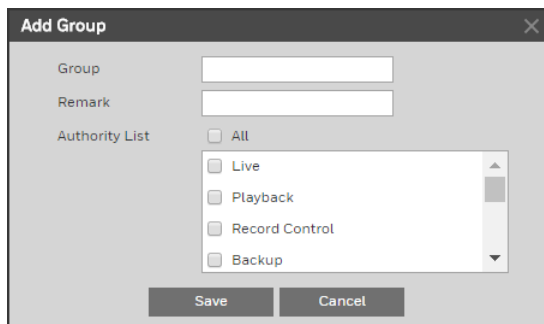 Add Group
Group
Remark
Authority List
All
Live
Playback
Record Control
Backup
Save Cancel